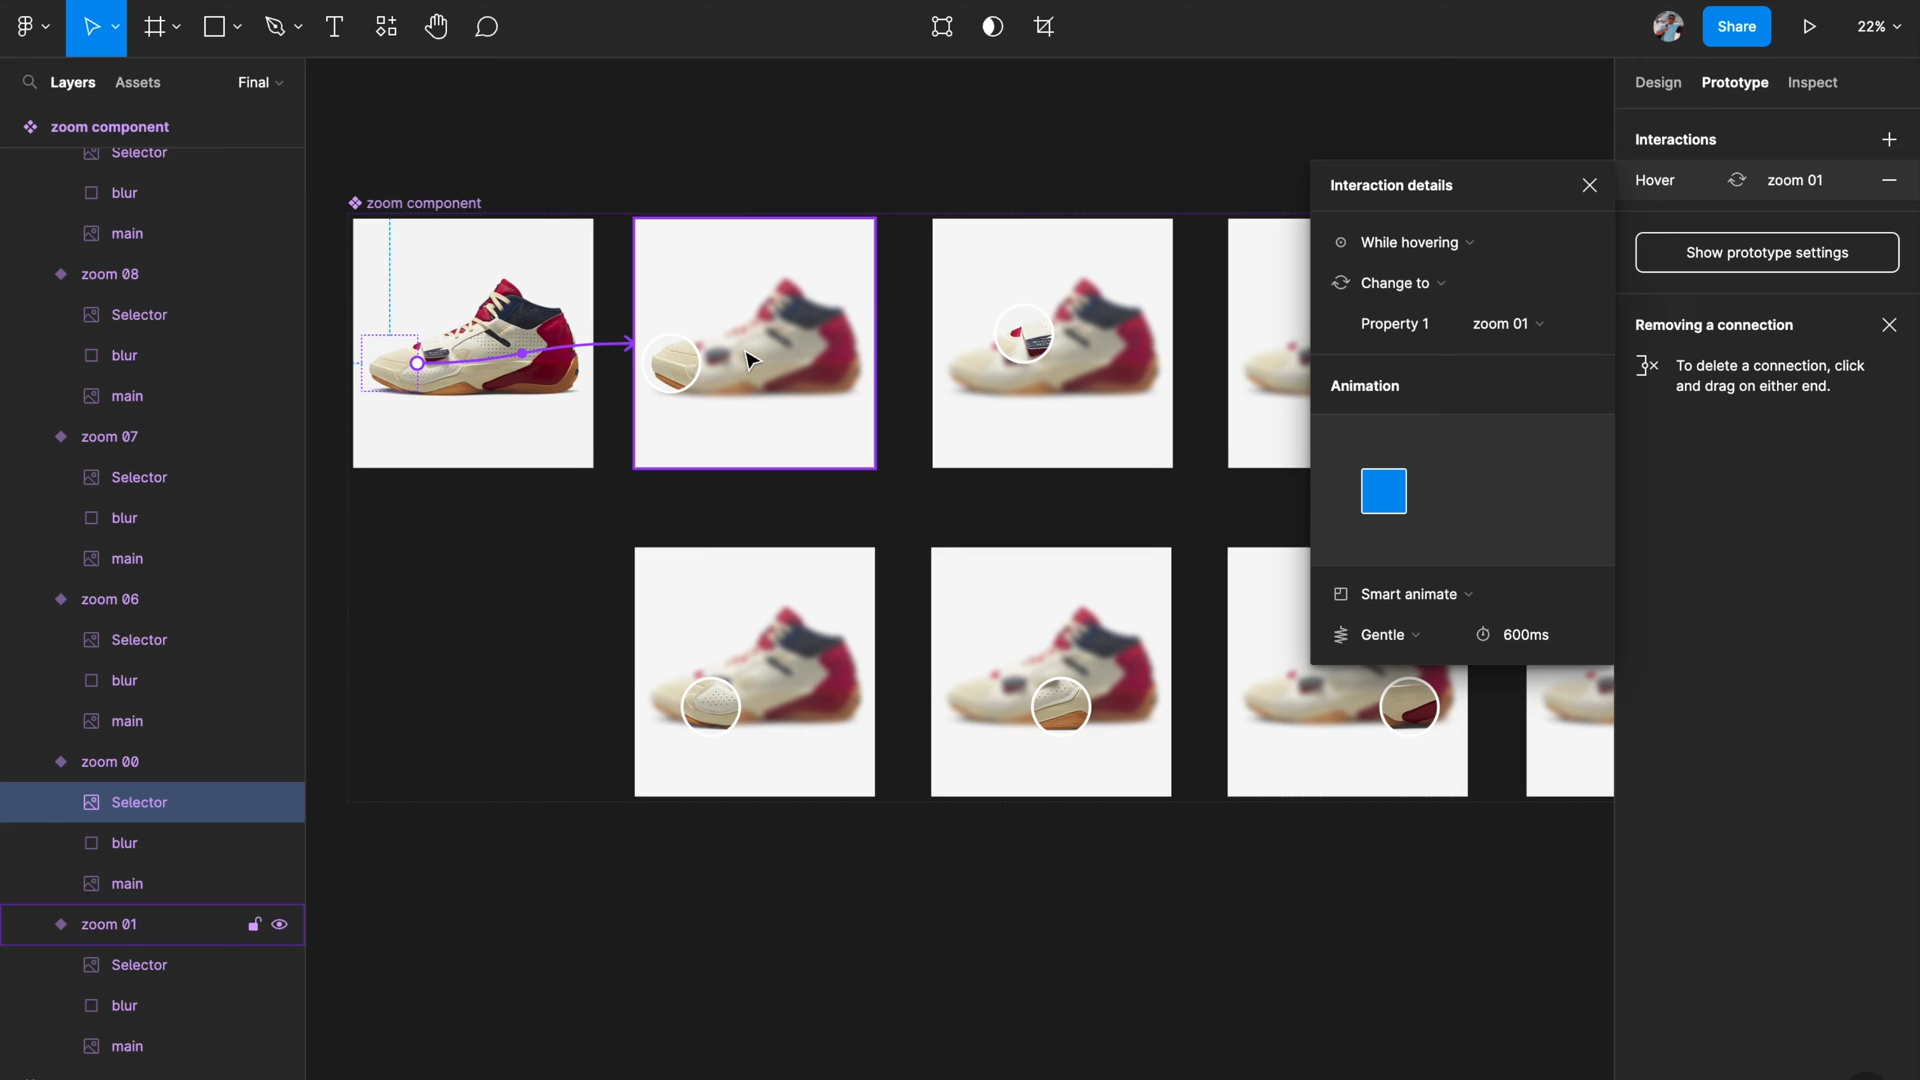 Share
22%
Layers
Assets
Final
zoom component
Selector
blur
main
zoom 08
Selector
blur
main
zoom 07
Selector
blur
main
zoom 06
Selector
blur
main
zoom 00
Selector
blur
main
zoom 01
Selector
blur
main
zoom component
Interaction details
While hovering
Change to
Property 1 zoom 01
Animation
Smart animate
Gentle 600ms
Design
Prototype
Inspect
Interactions
Hover zoom 01
Show prototype settings
Removing a connection
To delete a connection, click
and drag on either end.